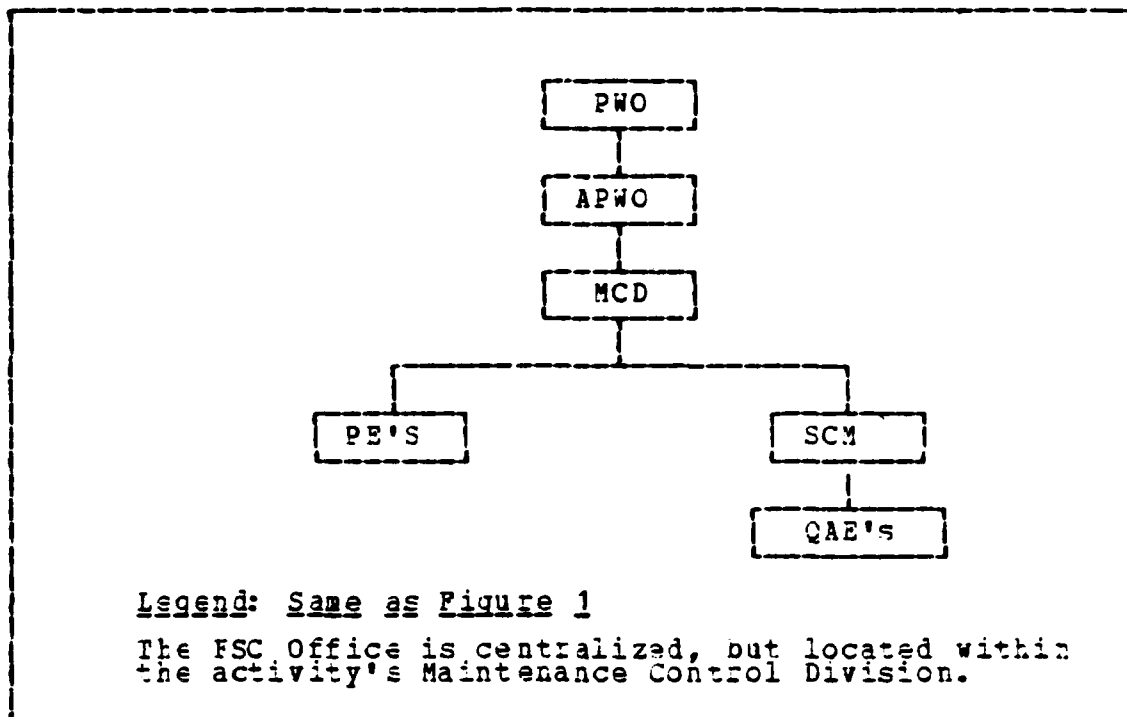 PWO
APWO
MCD
PE'S
SCM
QAE's
Legend: Same as Figure 1
The FSC Office is centralized, but located within
the activity's Maintenance Control Division.